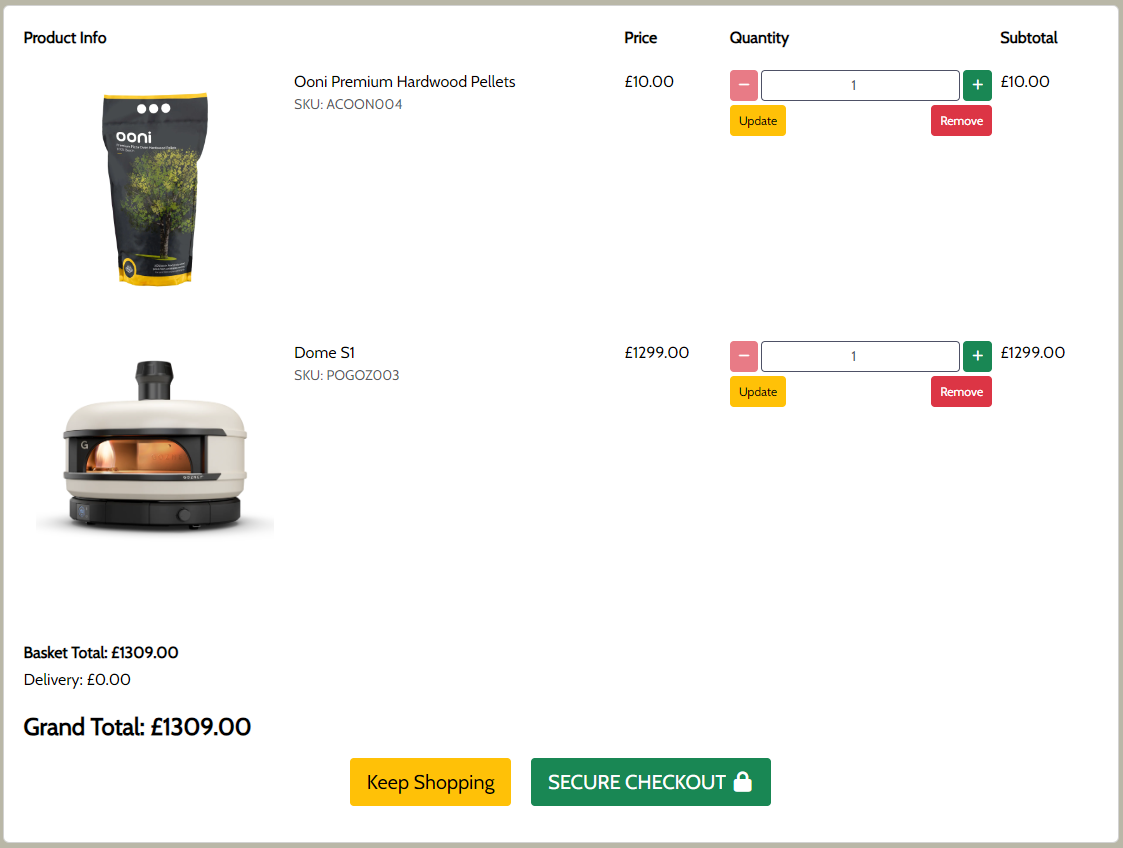 Product Info Price Quantity Subtotal
Ooni Premium Hardwood Pellets £10.00 − 1 + £10.00
SKU: ACOON004
Update Remove
ooni
Dome S1 £1299.00 − 1 + £1299.00
SKU: POGOZ003
Update Remove
G
GOZNEY
Basket Total: £1309.00
Delivery: £0.00
Grand Total: £1309.00
Keep Shopping SECURE CHECKOUT